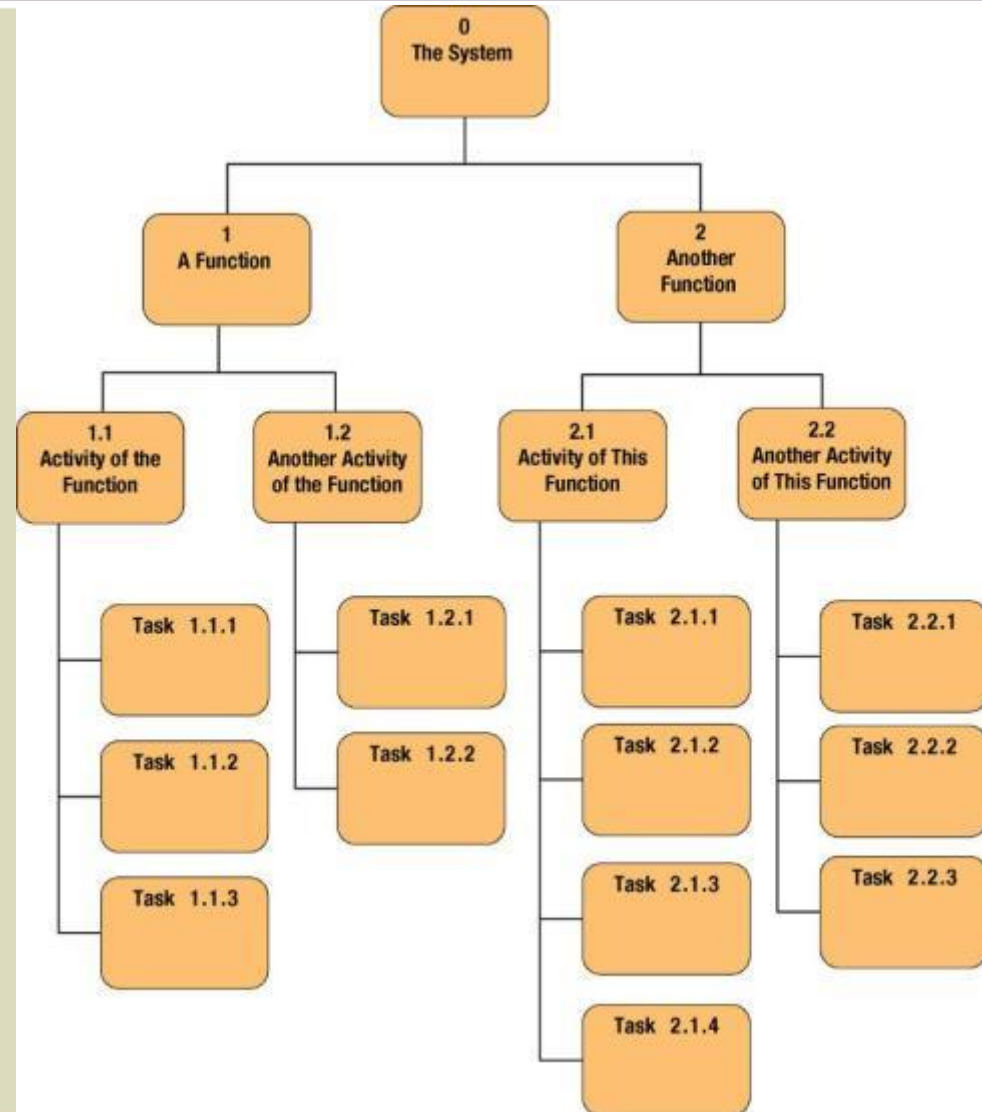 0
The System
1
A Function
2
Another
Function
1.1
Activity of the
Function
1.2
Another Activity
of the Function
2.1
Activity of This
Function
2.2
Another Activity
of This Function
Task 1.1.1
Task 1.1.2
Task 1.1.3
Task 1.2.1
Task 1.2.2
Task 2.1.1
Task 2.1.2
Task 2.1.3
Task 2.1.4
Task 2.2.1
Task 2.2.2
Task 2.2.3